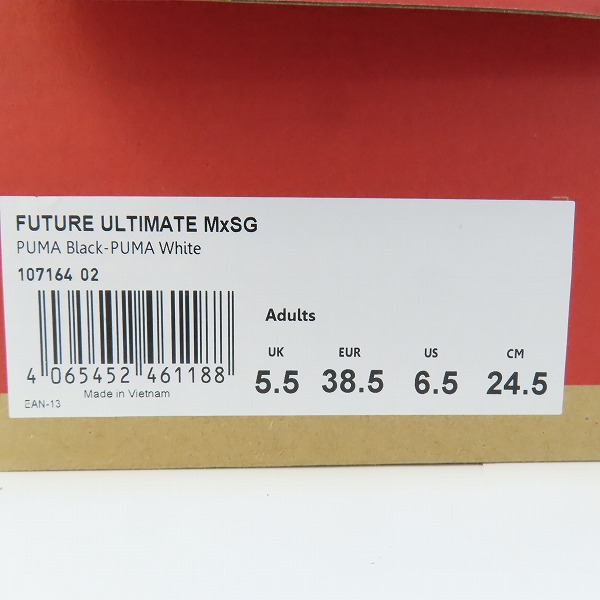 FUTURE ULTIMATE MxSG
PUMA Black-PUMA White
107164 02
Adults
UK EUR US CM
5.5 38.5 6.5 24.5
4 065452 461188
Made in Vietnam
EAN-13